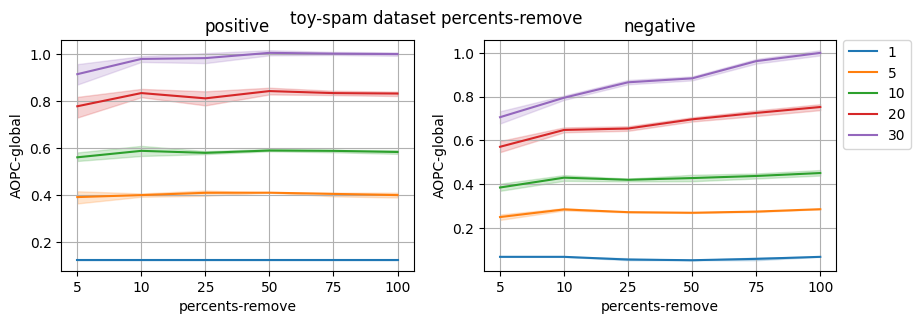 toy-spam dataset percents-remove
positive
negative
AOPC-global
1.0
0.8
0.6
0.4
0.2
5 10 25 50 75 100
percents-remove
AOPC-global
1.0
0.8
0.6
0.4
0.2
5 10 25 50 75 100
percents-remove
1
5
10
20
30